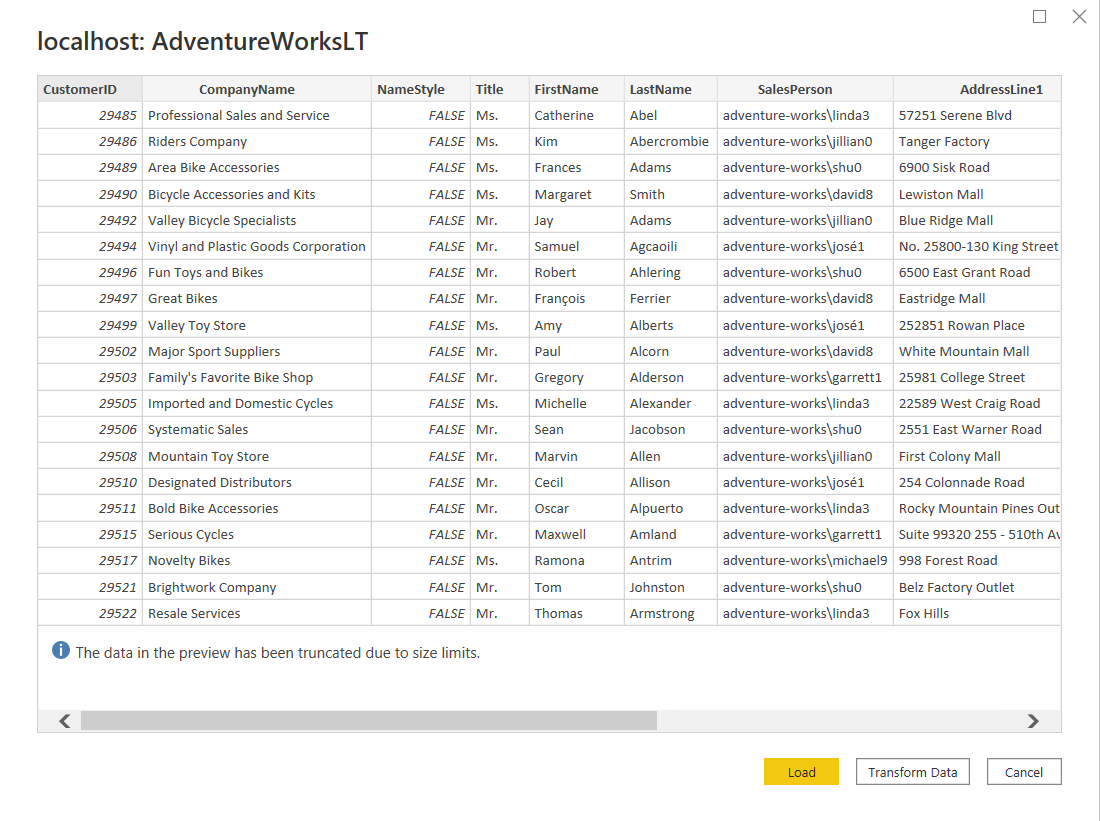 localhost: AdventureWorksLT
CustomerID CompanyName NameStyle Title FirstName LastName SalesPerson AddressLine1
29485 Professional Sales and Service FALSE Ms. Catherine Abel adventure-works\linda3 57251 Serene Blvd
29486 Riders Company FALSE Ms. Kim Abercrombie adventure-works\jillian0 Tanger Factory
29489 Area Bike Accessories FALSE Ms. Frances Adams adventure-works\shu0 6900 Sisk Road
29490 Bicycle Accessories and Kits FALSE Ms. Margaret Smith adventure-works\david8 Lewiston Mall
29492 Valley Bicycle Specialists FALSE Mr. Jay Adams adventure-works\jillian0 Blue Ridge Mall
29494 Vinyl and Plastic Goods Corporation FALSE Mr. Samuel Agcaoili adventure-works\josé1 No. 25800-130 King Street
29496 Fun Toys and Bikes FALSE Mr. Robert Ahlering adventure-works\shu0 6500 East Grant Road
29497 Great Bikes FALSE Mr. François Ferrier adventure-works\david8 Eastridge Mall
29499 Valley Toy Store FALSE Ms. Amy Alberts adventure-works\josé1 252851 Rowan Place
29502 Major Sport Suppliers FALSE Mr. Paul Alcorn adventure-works\david8 White Mountain Mall
29503 Family's Favorite Bike Shop FALSE Mr. Gregory Alderson adventure-works\garrett1 25981 College Street
29505 Imported and Domestic Cycles FALSE Ms. Michelle Alexander adventure-works\linda3 22589 West Craig Road
29506 Systematic Sales FALSE Mr. Sean Jacobson adventure-works\shu0 2551 East Warner Road
29508 Mountain Toy Store FALSE Mr. Marvin Allen adventure-works\jillian0 First Colony Mall
29510 Designated Distributors FALSE Mr. Cecil Allison adventure-works\josé1 254 Colonnade Road
29511 Bold Bike Accessories FALSE Mr. Oscar Alpuerto adventure-works\linda3 Rocky Mountain Pines Out
29515 Serious Cycles FALSE Mr. Maxwell Amland adventure-works\garrett1 Suite 99320 255 - 510th Av
29517 Novelty Bikes FALSE Ms. Ramona Antrim adventure-works\michael9 998 Forest Road
29521 Brightwork Company FALSE Mr. Tom Johnston adventure-works\shu0 Belz Factory Outlet
29522 Resale Services FALSE Mr. Thomas Armstrong adventure-works\linda3 Fox Hills
The data in the preview has been truncated due to size limits.
Load Transform Data Cancel